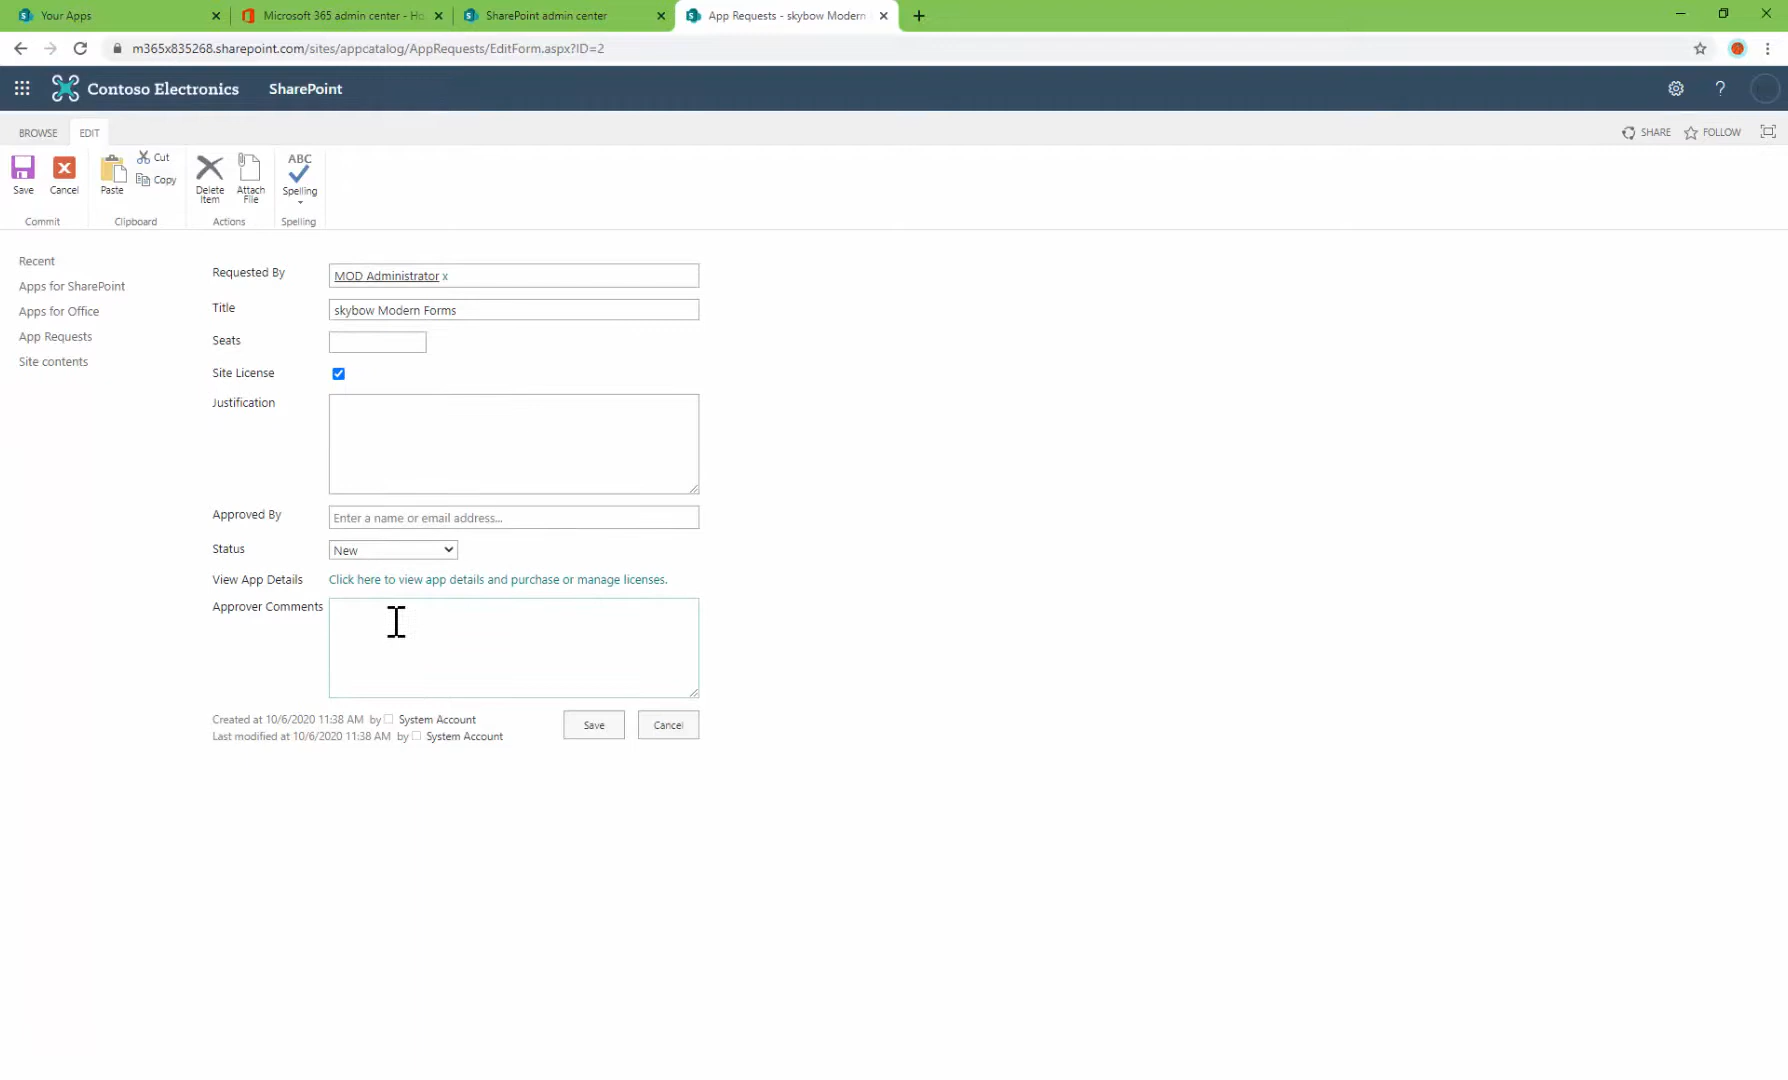 Your Apps
Microsoft 365 admin center - Ho
SharePoint admin center
App Requests - skybow Modern
m365x835268.sharepoint.com/sites/appcatalog/AppRequests/EditForm.aspx?ID=2
Contoso Electronics
SharePoint
BROWSE
EDIT
SHARE
FOLLOW
Save
Cancel
Paste
Cut
Copy
Delete Item
Attach File
ABC
Spelling
Commit
Clipboard
Actions
Spelling
Recent
Apps for SharePoint
Apps for Office
App Requests
Site contents
Requested By
MOD Administrator x
Title
skybow Modern Forms
Seats
Site License
Justification
Approved By
Enter a name or email address...
Status
New
View App Details
Click here to view app details and purchase or manage licenses.
Approver Comments
Created at 10/6/2020 11:38 AM by System Account
Last modified at 10/6/2020 11:38 AM by System Account
Save
Cancel